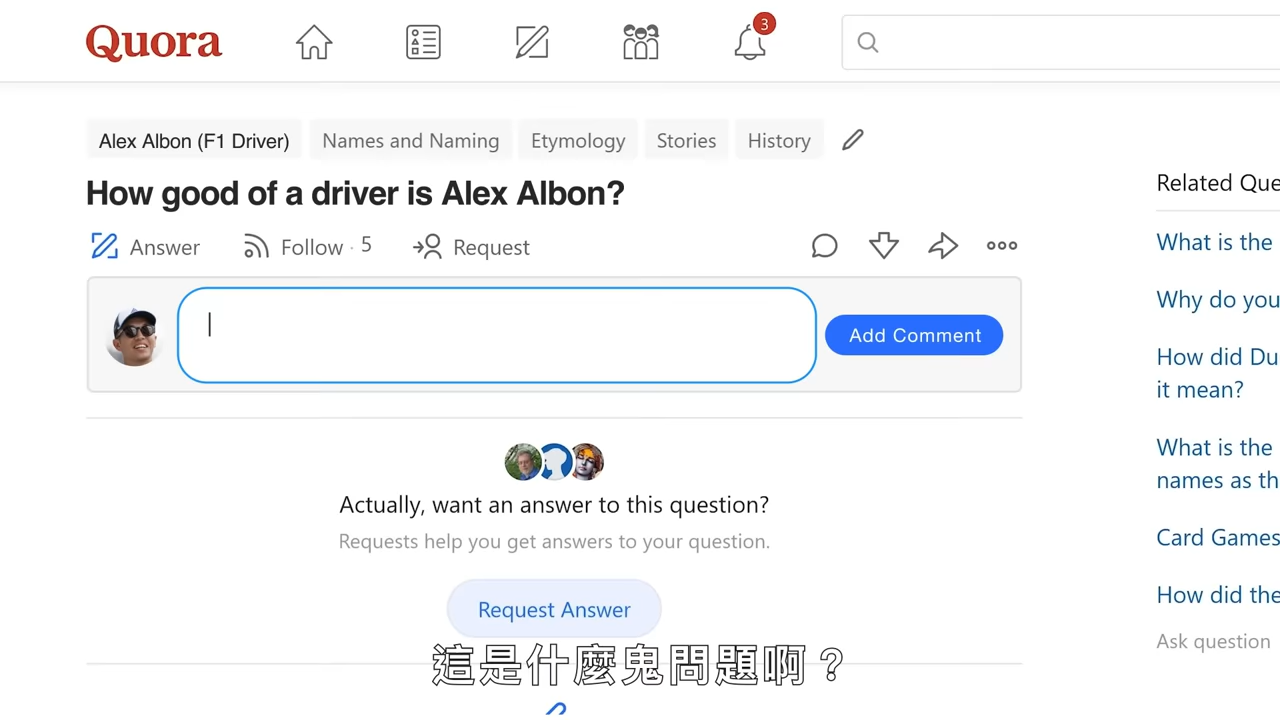 Quora
3
Alex Albon (F1 Driver) Names and Naming Etymology Stories History
How good of a driver is Alex Albon?
Answer Follow · 5 Request
Add Comment
Actually, want an answer to this question?
Requests help you get answers to your question.
Request Answer
這是什麼鬼問題啊？
Related Que
What is the
Why do you
How did Du
it mean?
What is the
names as th
Card Games
How did the
Ask question